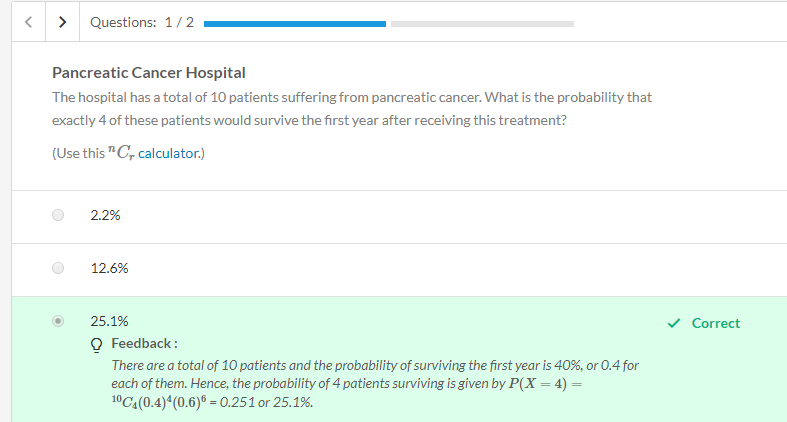 Questions: 1 / 2
Pancreatic Cancer Hospital
The hospital has a total of 10 patients suffering from pancreatic cancer. What is the probability that
exactly 4 of these patients would survive the first year after receiving this treatment?
(Use this ⁿCᵣ calculator.)
2.2%
12.6%
25.1%
Correct
Feedback :
There are a total of 10 patients and the probability of surviving the first year is 40%, or 0.4 for
each of them. Hence, the probability of 4 patients surviving is given by P(X = 4) =
¹⁰C₄(0.4)⁴(0.6)⁶ = 0.251 or 25.1%.